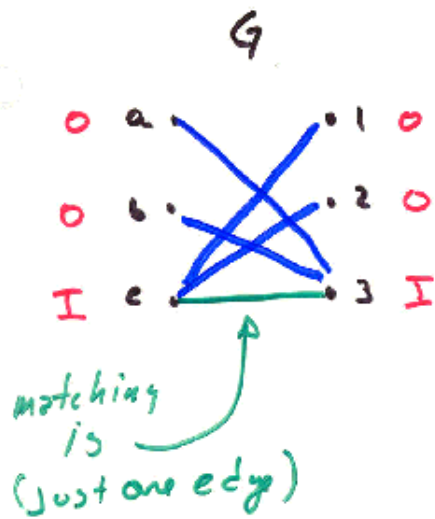 G
O a 1 O
O b 2 O
I c 3 I
matching
is
(just one edge)